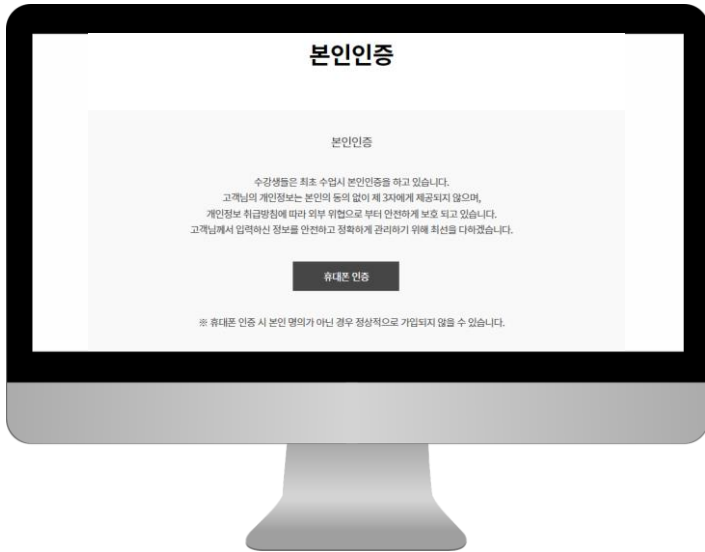 본인인증
본인인증
수강생들은 최초 수업시 본인인증을 하고 있습니다.
고객님의 개인정보는 본인의 동의 없이 제 3자에게 제공되지 않으며,
개인정보 취급방침에 따라 외부 위협으로 부터 안전하게 보호 되고 있습니다.
고객님께서 입력하신 정보를 안전하고 정확하게 관리하기 위해 최선을 다하겠습니다.
휴대폰 인증
※ 휴대폰 인증 시 본인 명의가 아닌 경우 정상적으로 가입되지 않을 수 있습니다.